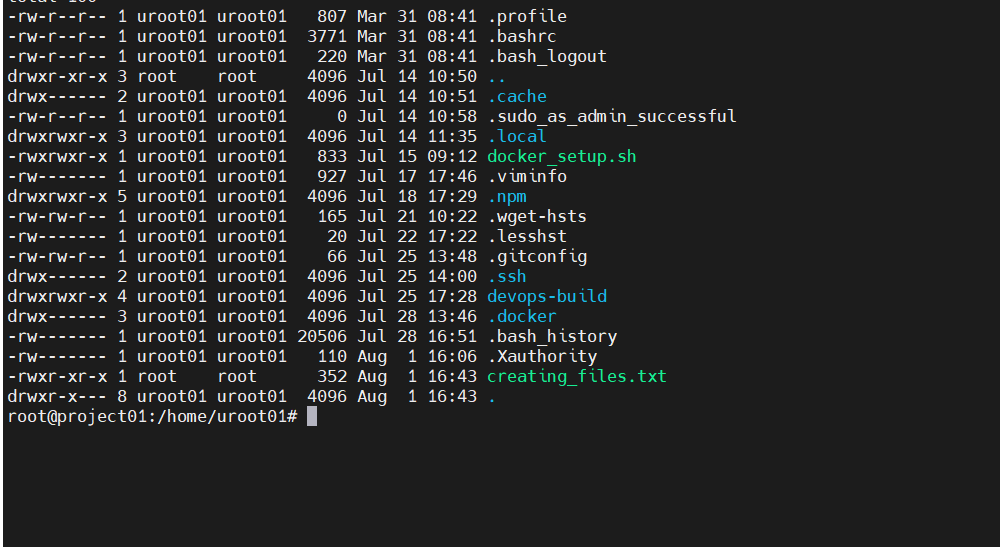 -rw-r--r-- 1 uroot01 uroot01   807 Mar 31 08:41 .profile
-rw-r--r-- 1 uroot01 uroot01  3771 Mar 31 08:41 .bashrc
-rw-r--r-- 1 uroot01 uroot01   220 Mar 31 08:41 .bash_logout
drwxr-xr-x 3 root    root     4096 Jul 14 10:50 ..
drwx------ 2 uroot01 uroot01  4096 Jul 14 10:51 .cache
-rw-r--r-- 1 uroot01 uroot01     0 Jul 14 10:58 .sudo_as_admin_successful
drwxrwxr-x 3 uroot01 uroot01  4096 Jul 14 11:35 .local
-rwxrwxr-x 1 uroot01 uroot01   833 Jul 15 09:12 docker_setup.sh
-rw------- 1 uroot01 uroot01   927 Jul 17 17:46 .viminfo
drwxrwxr-x 5 uroot01 uroot01  4096 Jul 18 17:29 .npm
-rw-rw-r-- 1 uroot01 uroot01   165 Jul 21 10:22 .wget-hsts
-rw------- 1 uroot01 uroot01    20 Jul 22 17:22 .lesshst
-rw-rw-r-- 1 uroot01 uroot01    66 Jul 25 13:48 .gitconfig
drwx------ 2 uroot01 uroot01  4096 Jul 25 14:00 .ssh
drwxrwxr-x 4 uroot01 uroot01  4096 Jul 25 17:28 devops-build
drwx------ 3 uroot01 uroot01  4096 Jul 28 13:46 .docker
-rw------- 1 uroot01 uroot01 20506 Jul 28 16:51 .bash_history
-rw------- 1 uroot01 uroot01   110 Aug  1 16:06 .Xauthority
-rwxr-xr-x 1 root    root      352 Aug  1 16:43 creating_files.txt
drwxr-x--- 8 uroot01 uroot01  4096 Aug  1 16:43 .
root@project01:/home/uroot01#